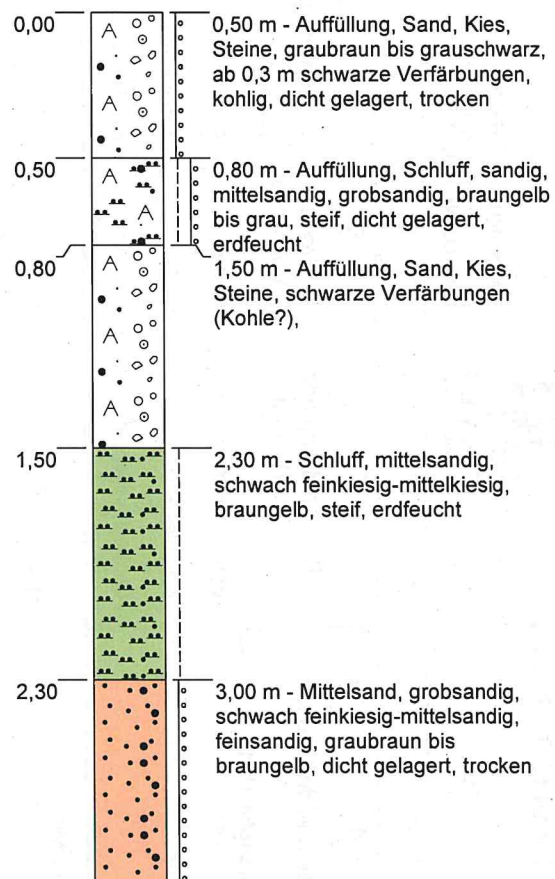 0,00
0,50 m - Auffüllung, Sand, Kies,
Steine, graubraun bis grauschwarz,
ab 0,3 m schwarze Verfärbungen,
kohlig, dicht gelagert, trocken
0,50
0,80 m - Auffüllung, Schluff, sandig,
mittelsandig, grobsandig, braungelb
bis grau, steif, dicht gelagert,
erdfeucht
0,80
1,50 m - Auffüllung, Sand, Kies,
Steine, schwarze Verfärbungen
(Kohle?),
1,50
2,30 m - Schluff, mittelsandig,
schwach feinkiesig-mittelkiesig,
braungelb, steif, erdfeucht
2,30
3,00 m - Mittelsand, grobsandig,
schwach feinkiesig-mittelsandig,
feinsandig, graubraun bis
braungelb, dicht gelagert, trocken